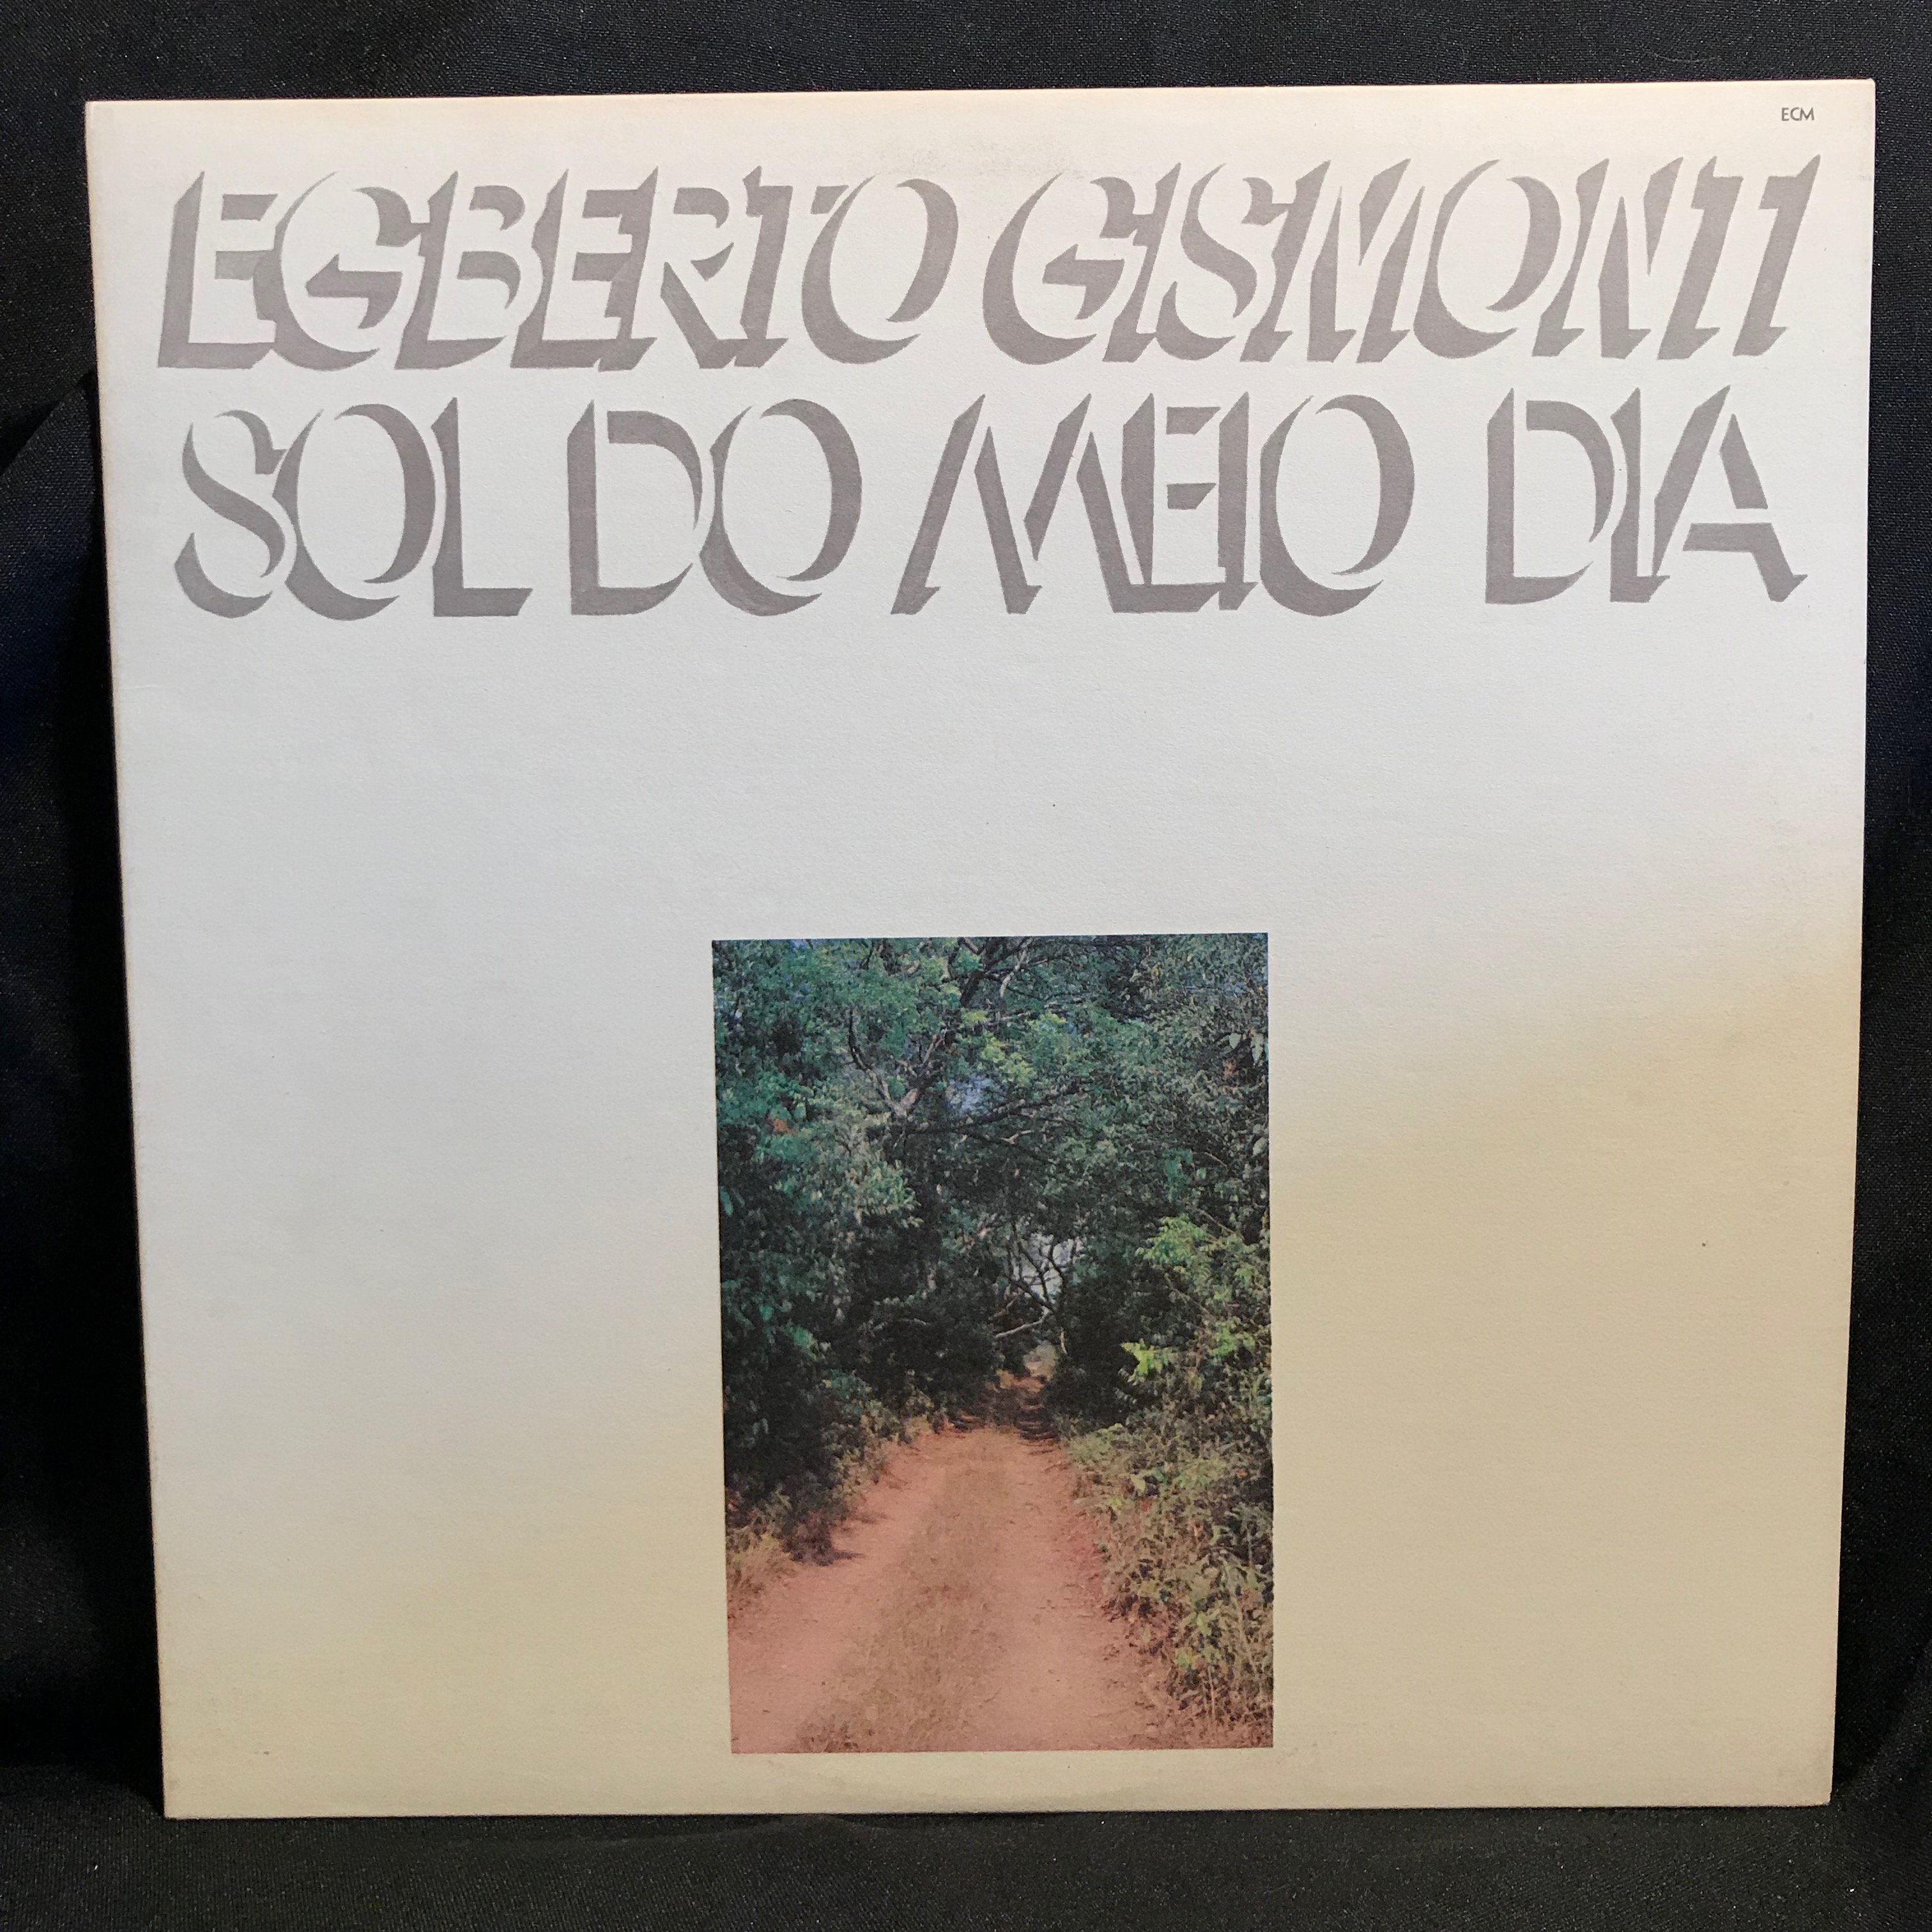 ECM
EGBERTO GISMONTI
SOL DO MEIO DIA